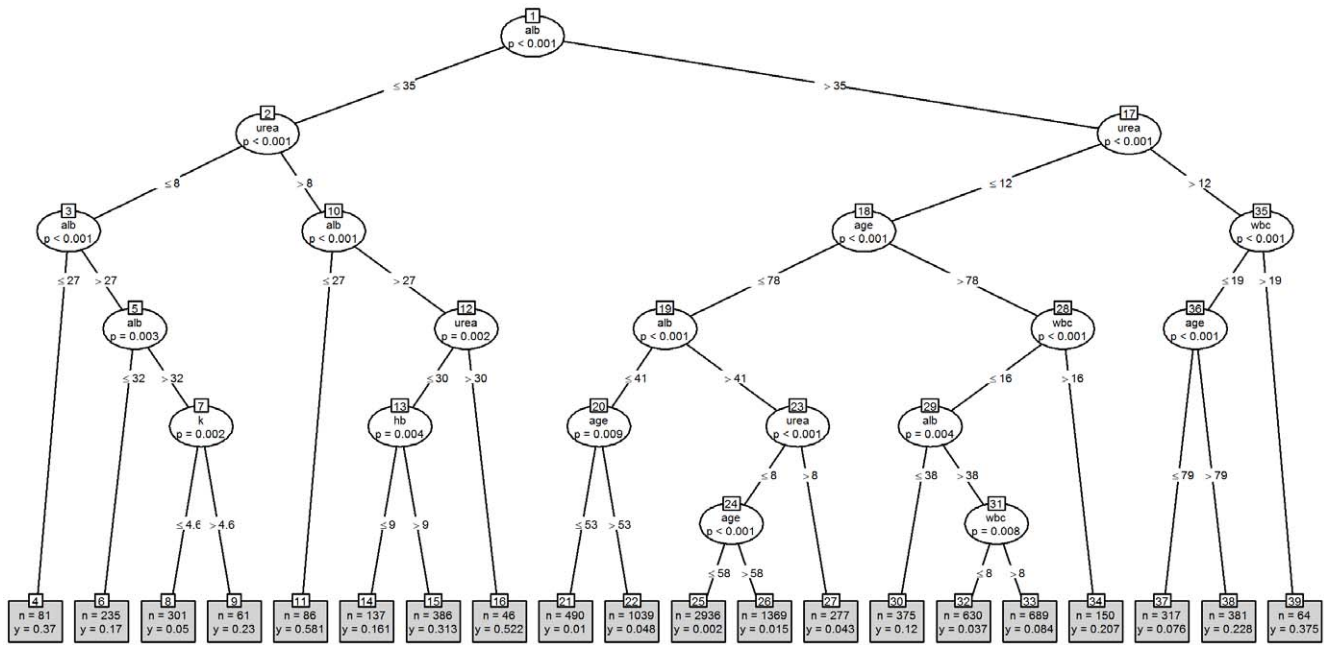 1
alb
p < 0.001
≤ 35
> 35
2
urea
p < 0.001
17
urea
p < 0.001
≤ 8
> 8
≤ 12
> 12
3
alb
p < 0.001
10
alb
p < 0.001
18
age
p < 0.001
35
wbc
p < 0.001
≤ 27
> 27
≤ 27
> 27
≤ 78
> 78
≤ 19
> 19
5
alb
p = 0.003
12
urea
p = 0.002
19
alb
p < 0.001
28
wbc
p < 0.001
36
age
p < 0.001
≤ 32
> 32
≤ 30
> 30
≤ 41
> 41
≤ 16
> 16
7
k
p = 0.002
13
hb
p = 0.004
20
age
p = 0.009
23
urea
p < 0.001
29
alb
p = 0.004
≤ 8
> 8
≤ 38
> 38
≤ 79
> 79
24
age
p < 0.001
31
wbc
p = 0.008
≤ 4.6
> 4.6
≤ 9
> 9
≤ 53
> 53
≤ 58
> 58
≤ 8
> 8
4
n = 81
y = 0.37
6
n = 235
y = 0.17
8
n = 301
y = 0.05
9
n = 61
y = 0.23
11
n = 86
y = 0.581
14
n = 137
y = 0.161
15
n = 386
y = 0.313
16
n = 46
y = 0.522
21
n = 490
y = 0.01
22
n = 1039
y = 0.048
25
n = 2936
y = 0.002
26
n = 1369
y = 0.015
27
n = 277
y = 0.043
30
n = 375
y = 0.12
32
n = 630
y = 0.037
33
n = 689
y = 0.084
34
n = 150
y = 0.207
37
n = 317
y = 0.076
38
n = 381
y = 0.228
39
n = 64
y = 0.375